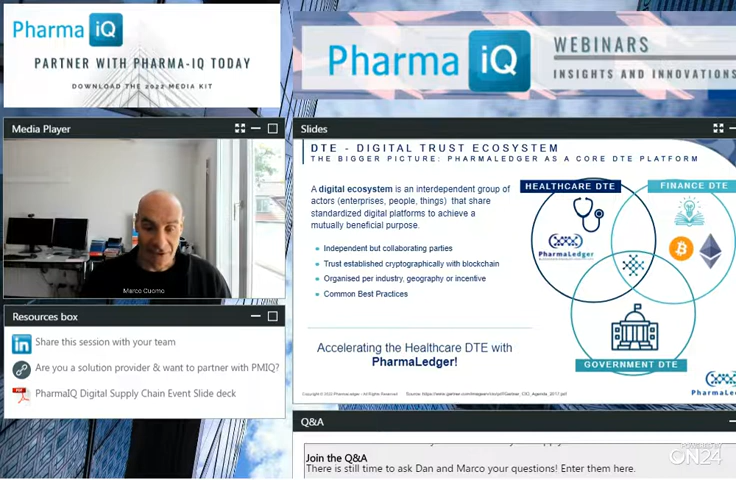 Pharma iQ
PARTNER WITH PHARMA-IQ TODAY
DOWNLOAD THE 2022 MEDIA KIT
Pharma iQ
WEBINARS
INSIGHTS AND INNOVATIONS
Media Player
Marco Cuomo
Resources box
Share this session with your team
Are you a solution provider & want to partner with PMIQ?
PharmaIQ Digital Supply Chain Event Slide deck
Slides
DTE - DIGITAL TRUST ECOSYSTEM
THE BIGGER PICTURE: PHARMALEDGER AS A CORE DTE PLATFORM
A digital ecosystem is an interdependent group of
actors (enterprises, people, things) that share
standardized digital platforms to achieve a
mutually beneficial purpose.
Independent but collaborating parties
Trust established cryptographically with blockchain
Organised per industry, geography or incentive
Common Best Practices
Accelerating the Healthcare DTE with
PharmaLedger!
HEALTHCARE DTE
FINANCE DTE
PharmaLedger
GOVERNMENT DTE
PharmaLed
Q&A
Join the Q&A
There is still time to ask Dan and Marco your questions! Enter them here.
POWERED BY
ON24